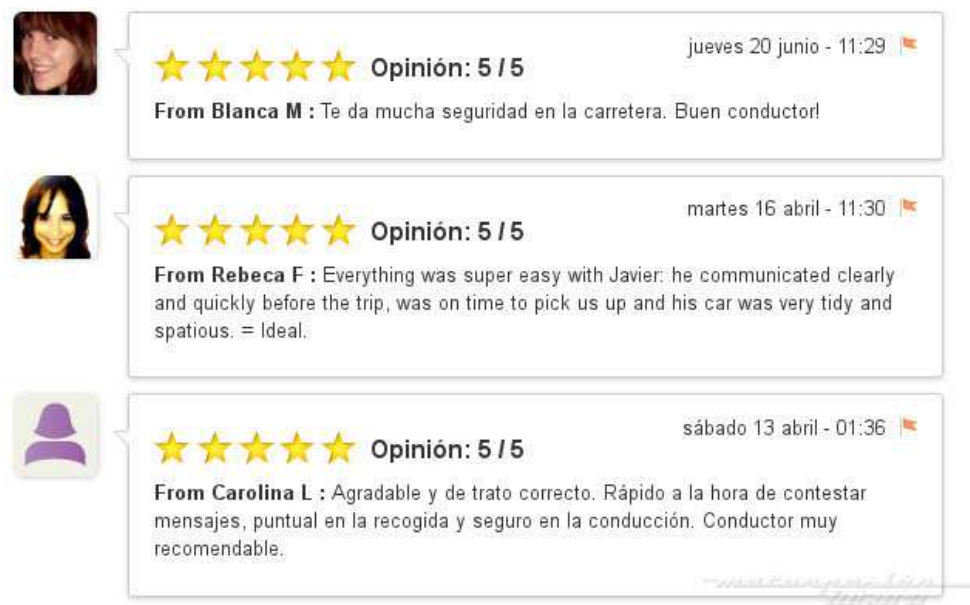 jueves 20 junio - 11:29
Opinión: 5 / 5
From Blanca M : Te da mucha seguridad en la carretera. Buen conductor!
martes 16 abril - 11:30
Opinión: 5 / 5
From Rebeca F : Everything was super easy with Javier: he communicated clearly
and quickly before the trip, was on time to pick us up and his car was very tidy and
spatious. = Ideal.
sábado 13 abril - 01:36
Opinión: 5 / 5
From Carolina L : Agradable y de trato correcto. Rápido a la hora de contestar
mensajes, puntual en la recogida y seguro en la conducción. Conductor muy
recomendable.